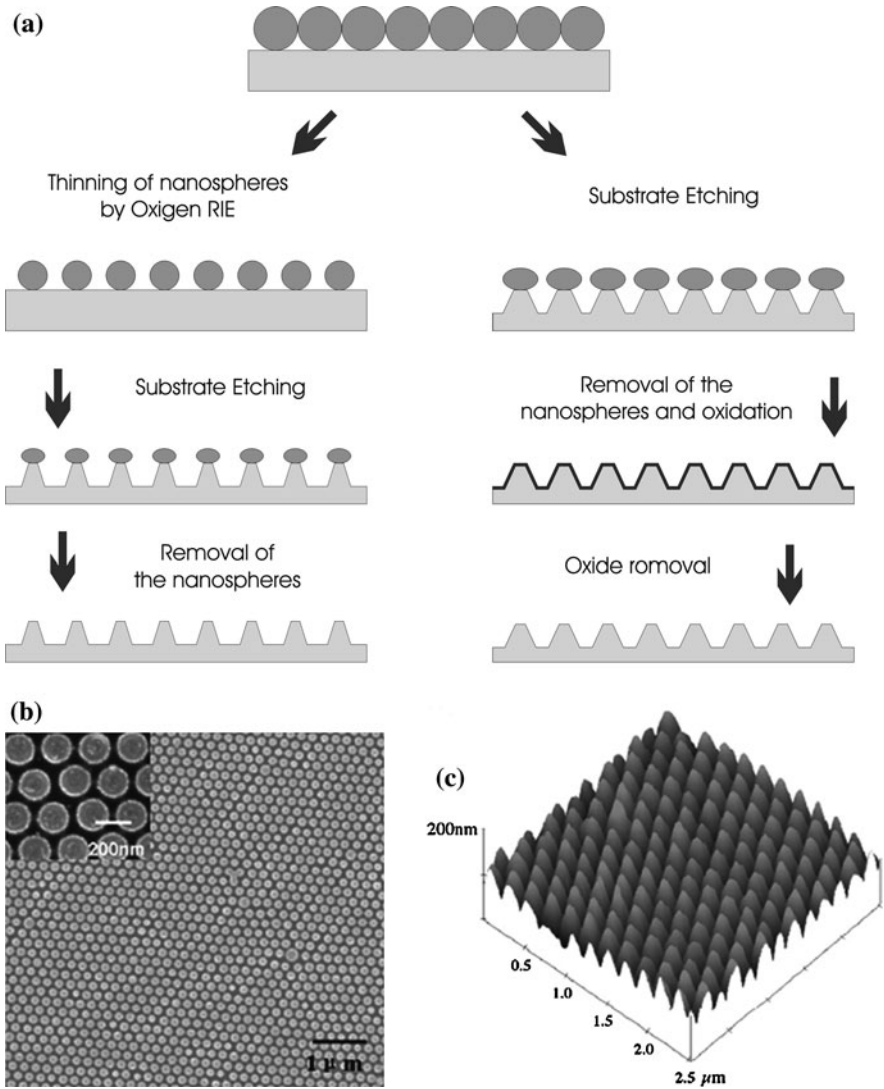 (a)
Thinning of nanospheres
by Oxigen RIE
Substrate Etching
Substrate Etching
Removal of the
nanospheres and oxidation
Removal of
the nanospheres
Oxide romoval
(b)
200nm
1 μ m
(c)
200nm
0.5
1.0
1.5
2.0
2.5 μm